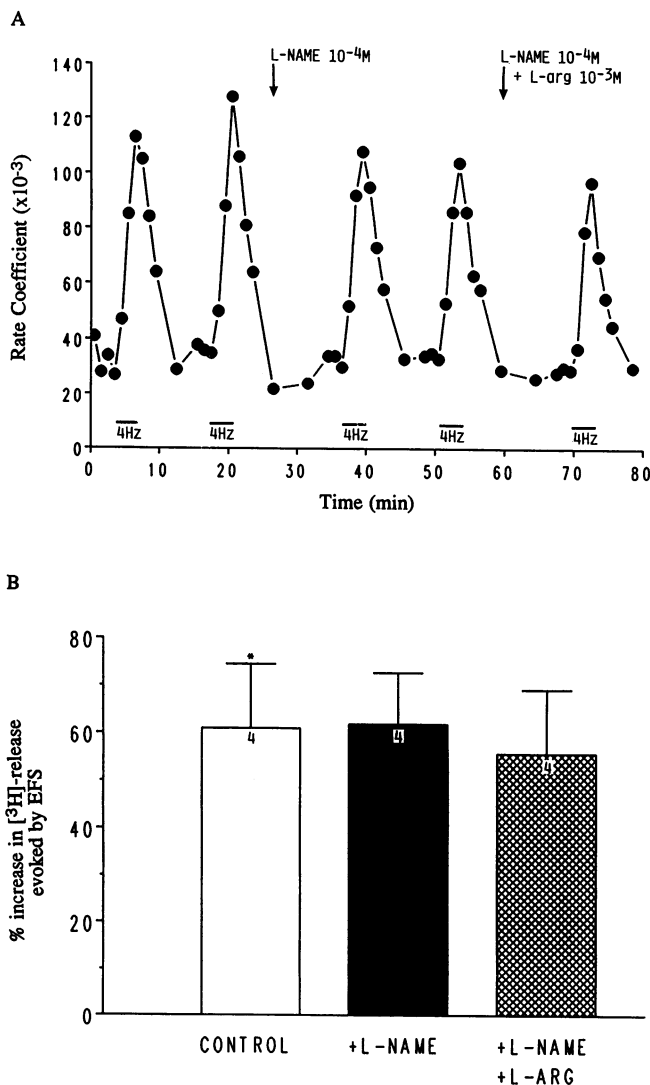 A
L-NAME 10⁻⁴M
L-NAME 10⁻⁴M
+ L-arg 10⁻³M
Rate Coefficient (x10⁻³)
140
120
100
80
60
40
20
0
4Hz 4Hz 4Hz 4Hz 4Hz
0 10 20 30 40 50 60 70 80
Time (min)
B
% increase in [³H]-release
evoked by EFS
80
60
40
20
0
*
4 4 4
CONTROL +L-NAME +L-NAME
+L-ARG